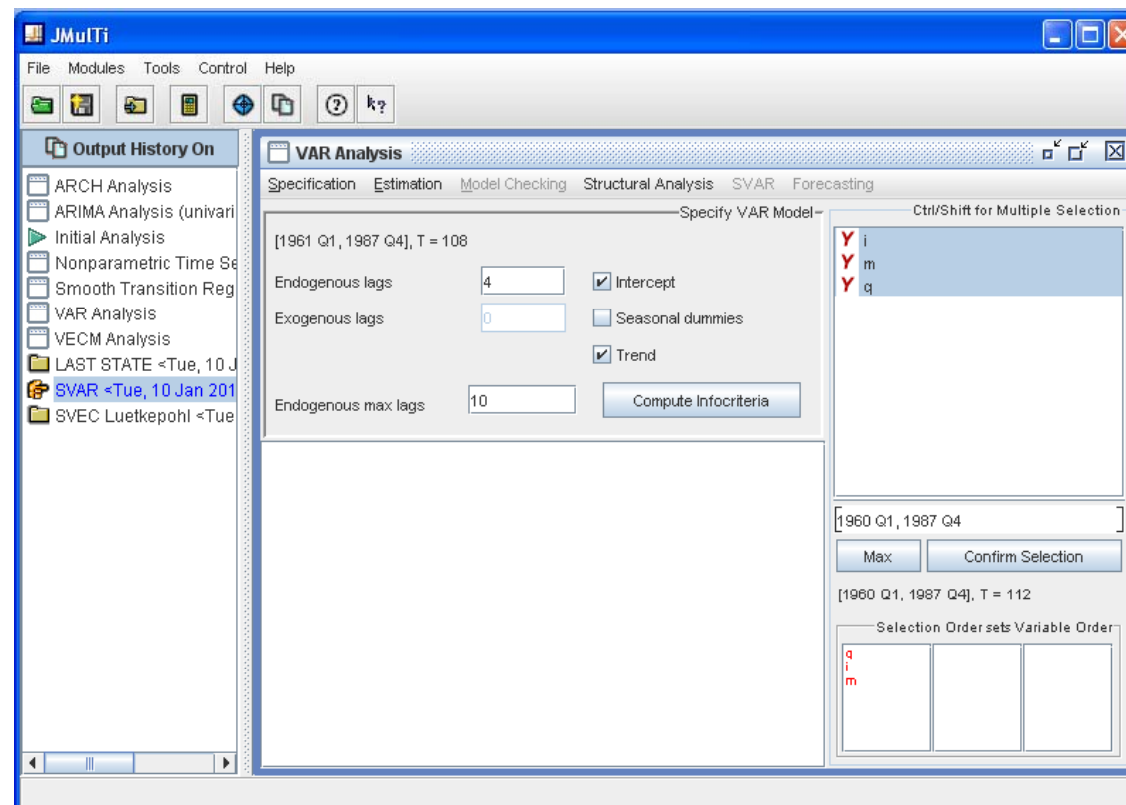 JMulTi
File Modules Tools Control Help
Output History On
ARCH Analysis
ARIMA Analysis (univari
Initial Analysis
Nonparametric Time Se
Smooth Transition Reg
VAR Analysis
VECM Analysis
LAST STATE <Tue, 10 J
SVAR <Tue, 10 Jan 201
SVEC Luetkepohl <Tue
VAR Analysis
Specification Estimation Model Checking Structural Analysis SVAR Forecasting
Specify VAR Model
[1961 Q1, 1987 Q4], T = 108
Endogenous lags 4 Intercept
Exogenous lags 0 Seasonal dummies
Trend
Endogenous max lags 10 Compute Infocriteria
Ctrl/Shift for Multiple Selection
Y i
Y m
Y q
[1960 Q1, 1987 Q4 ]
Max Confirm Selection
[1960 Q1, 1987 Q4], T = 112
Selection Order sets Variable Order
q
i
m